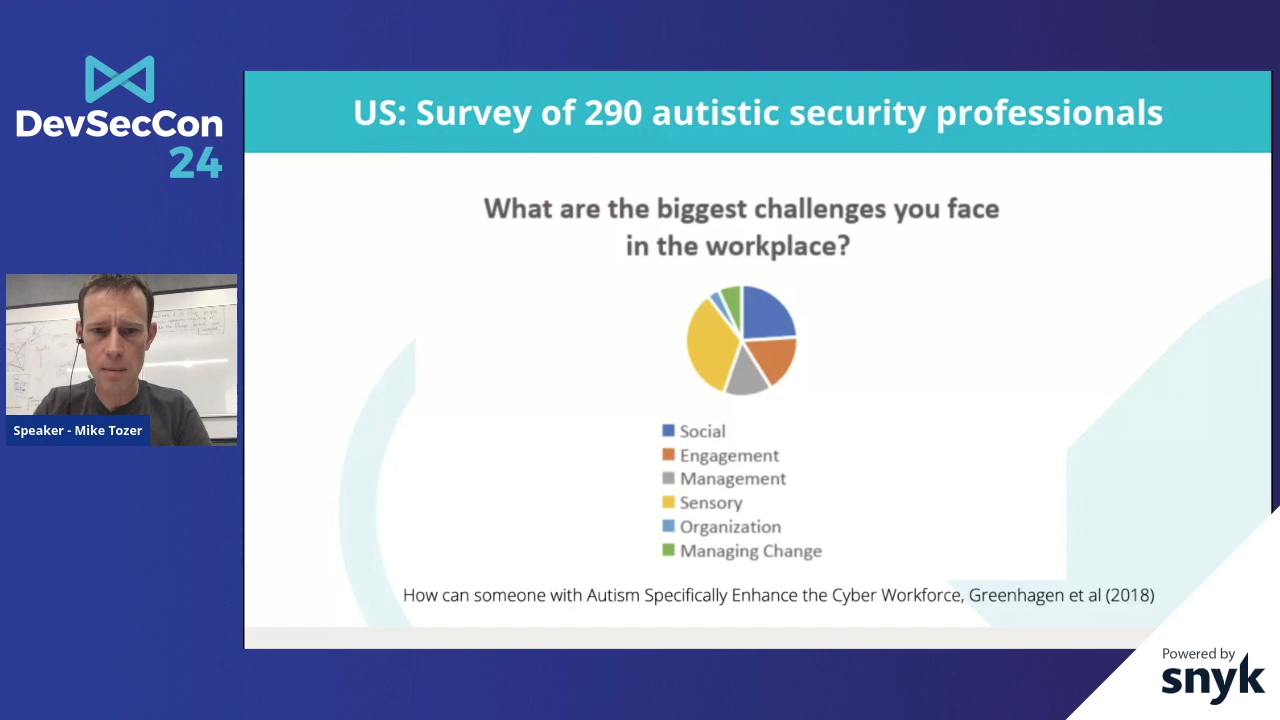 DevSecCon
24
US: Survey of 290 autistic security professionals
What are the biggest challenges you face
in the workplace?
Social
Engagement
Management
Sensory
Organization
Managing Change
How can someone with Autism Specifically Enhance the Cyber Workforce, Greenhagen et al (2018)
Speaker - Mike Tozer
Powered by
snyk